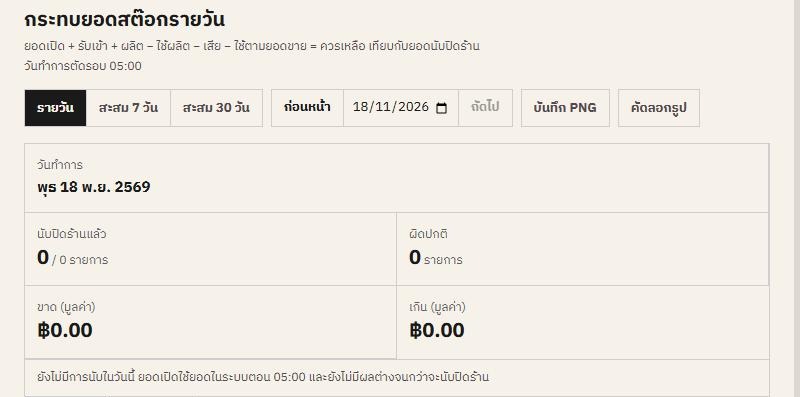 กระทบยอดสต๊อกรายวัน
ยอดเปิด + รับเข้า + ผลิต − ใช้ผลิต − เสีย − ใช้ตามยอดขาย = ควรเหลือ เทียบกับยอดนับปิดร้าน
วันทำการตัดรอบ 05:00
รายวัน สะสม 7 วัน สะสม 30 วัน ก่อนหน้า 18/11/2026 ถัดไป บันทึก PNG คัดลอกรูป
วันทำการ
พุธ 18 พ.ย. 2569
นับปิดร้านแล้ว ผิดปกติ
0 / 0 รายการ 0 รายการ
ขาด (มูลค่า) เกิน (มูลค่า)
฿0.00 ฿0.00
ยังไม่มีการนับในวันนี้ ยอดเปิดใช้ยอดในระบบตอน 05:00 และยังไม่มีผลต่างจนกว่าจะนับปิดร้าน